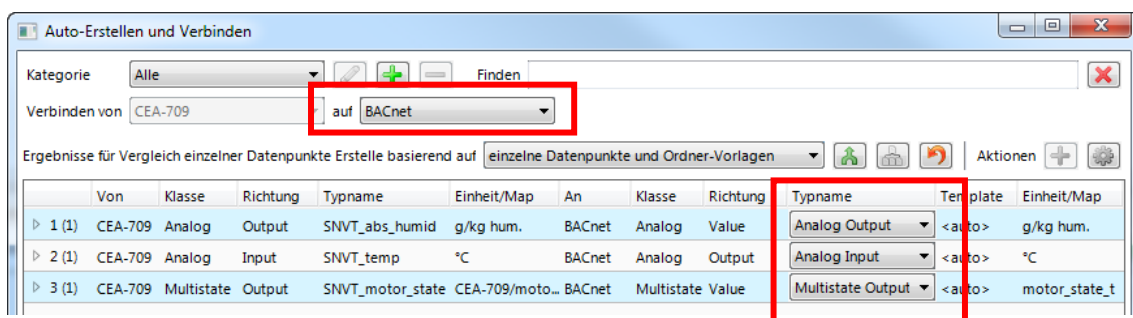 Auto-Erstellen und Verbinden
Kategorie Alle Finden
Verbinden von CEA-709 auf BACnet
Ergebnisse für Vergleich einzelner Datenpunkte Erstelle basierend auf einzelne Datenpunkte und Ordner-Vorlagen Aktionen
Von Klasse Richtung Typname Einheit/Map An Klasse Richtung Typname Template Einheit/Map
1 (1) CEA-709 Analog Output SNVT_abs_humid g/kg hum. BACnet Analog Value Analog Output <auto> g/kg hum.
2 (1) CEA-709 Analog Input SNVT_temp °C BACnet Analog Output Analog Input <auto> °C
3 (1) CEA-709 Multistate Output SNVT_motor_state CEA-709/moto... BACnet Multistate Value Multistate Output <auto> motor_state_t